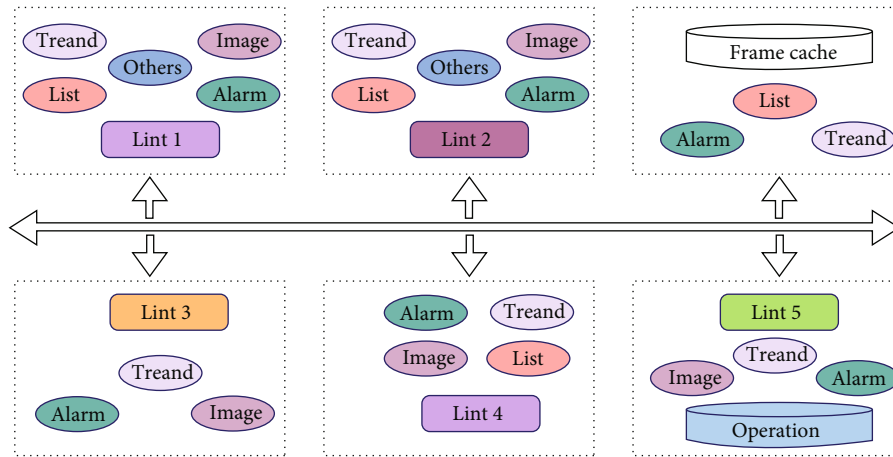 Treand
Image
Others
List
Alarm
Lint 1
Treand
Image
Others
List
Alarm
Lint 2
Frame cache
List
Alarm
Treand
Lint 3
Treand
Alarm
Image
Alarm
Treand
Image
List
Lint 4
Lint 5
Treand
Image
Alarm
Operation